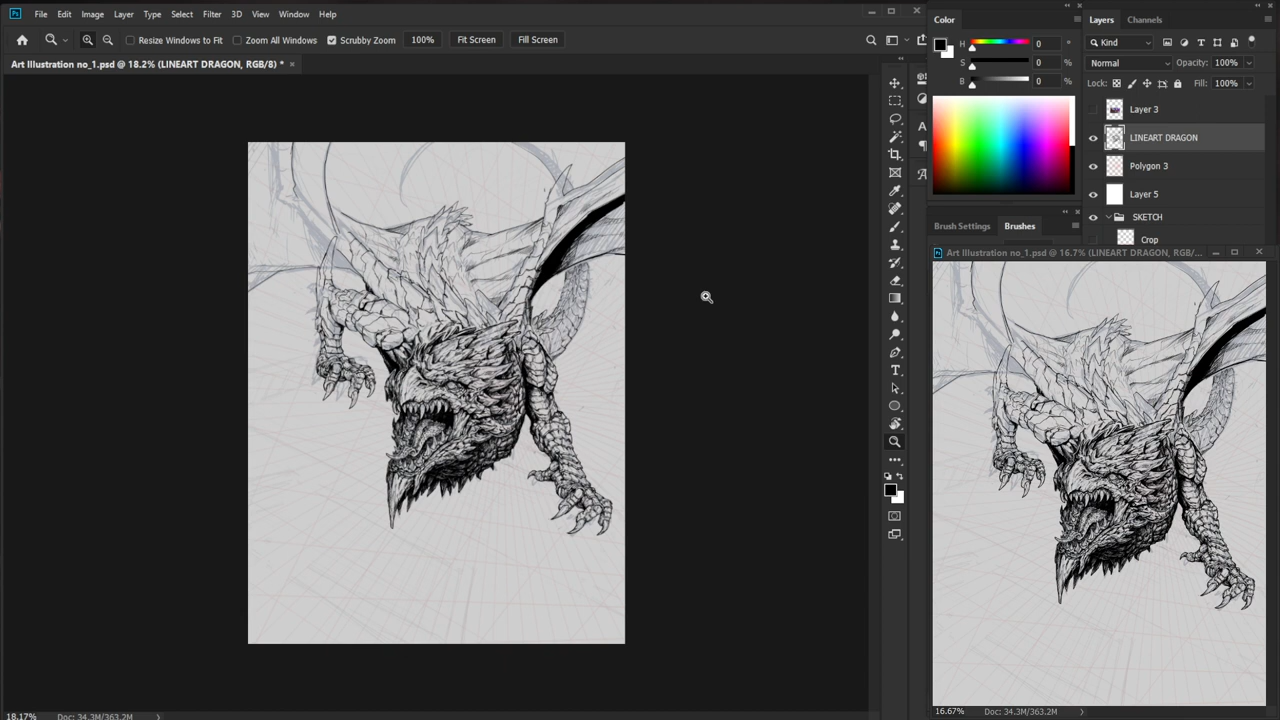 Ps File Edit Image Layer Type Select Filter 3D View Window Help
Resize Windows to Fit Zoom All Windows Scrubby Zoom 100% Fit Screen Fill Screen
Art Illustration no_1.psd @ 18.2% (LINEART DRAGON, RGB/8) *
18.17% Doc: 34.3M/363.2M
Color
H 0 °
S 0 %
B 0 %
Brush Settings Brushes
Layers Channels
Kind
Normal Opacity: 100%
Lock: Fill: 100%
Layer 3
LINEART DRAGON
Polygon 3
Layer 5
SKETCH
Crop
Ps Art Illustration no_1.psd @ 16.7% (LINEART DRAGON, RGB/...
16.67% Doc: 34.3M/363.2M